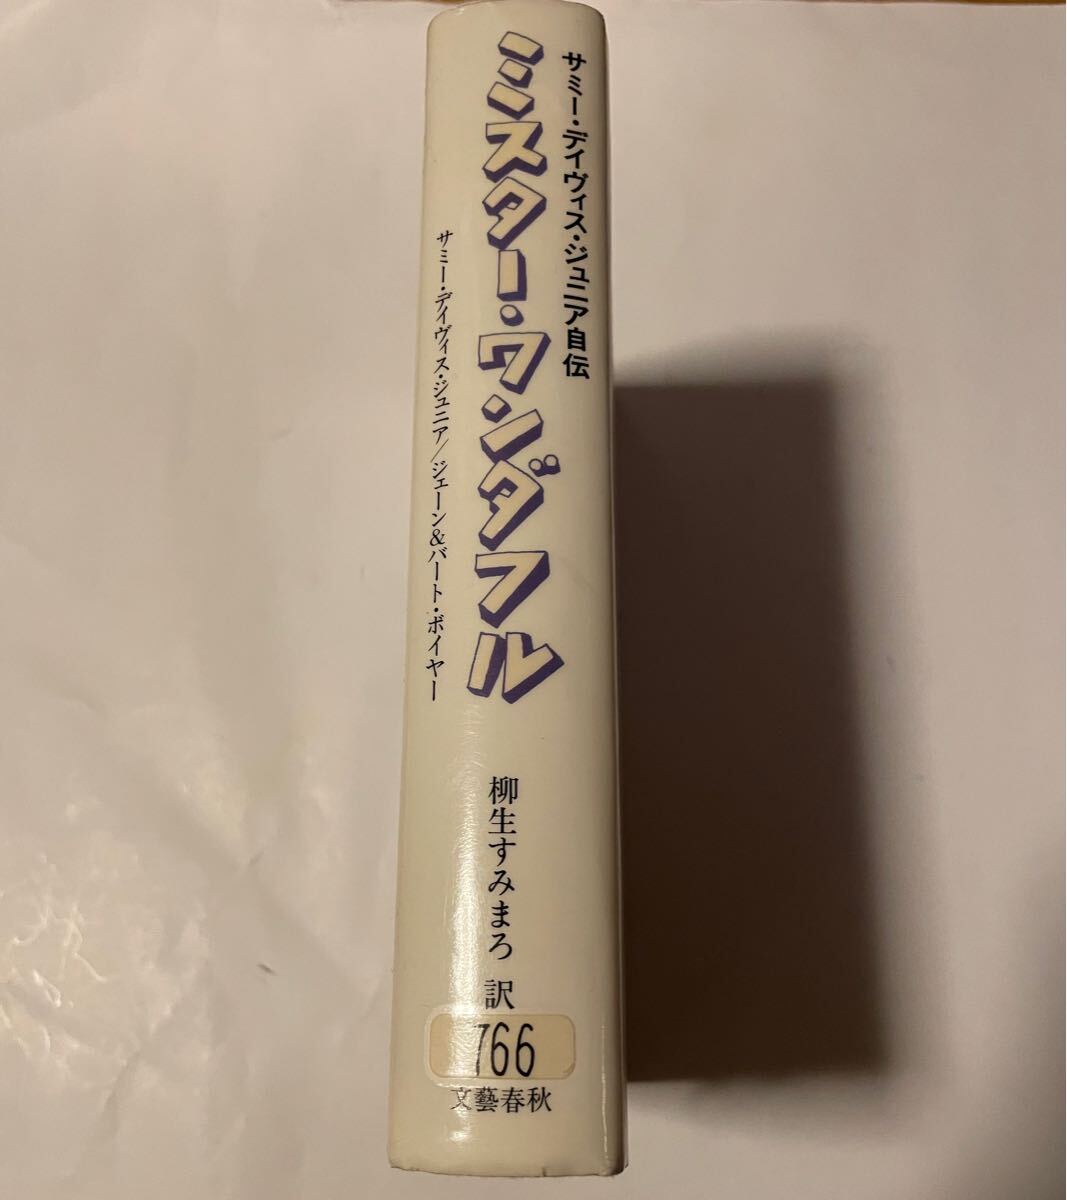 サミー・デイヴィス・ジュニア自伝
ミスター・ワンダフル
サミー・デイヴィス・ジュニア/ジェーン&バート・ボイヤー
柳生すみまろ 訳
766
文藝春秋